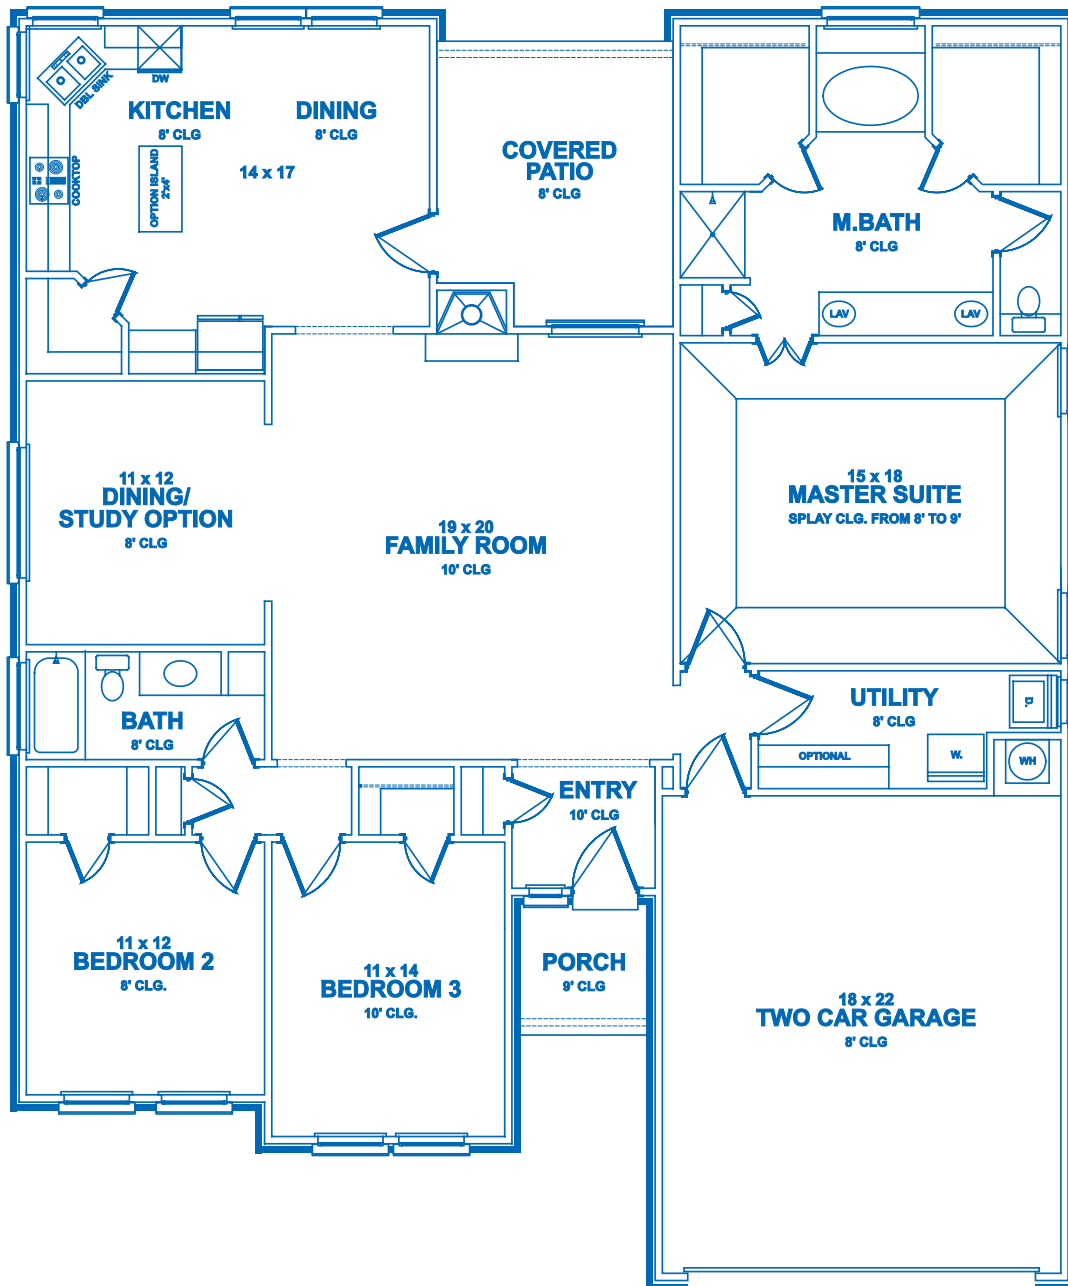 DBL SINK
DW
KITCHEN
8' CLG
DINING
8' CLG
14 x 17
COOKTOP
OPTION ISLAND
2'x4'
COVERED
PATIO
8' CLG
M.BATH
8' CLG
LAV
LAV
11 x 12
DINING/
STUDY OPTION
8' CLG
19 x 20
FAMILY ROOM
10' CLG
15 x 18
MASTER SUITE
SPLAY CLG. FROM 8' TO 9'
BATH
8' CLG
UTILITY
8' CLG
D.
OPTIONAL
W.
WH
ENTRY
10' CLG
11 x 12
BEDROOM 2
8' CLG.
11 x 14
BEDROOM 3
10' CLG.
PORCH
9' CLG
18 x 22
TWO CAR GARAGE
8' CLG